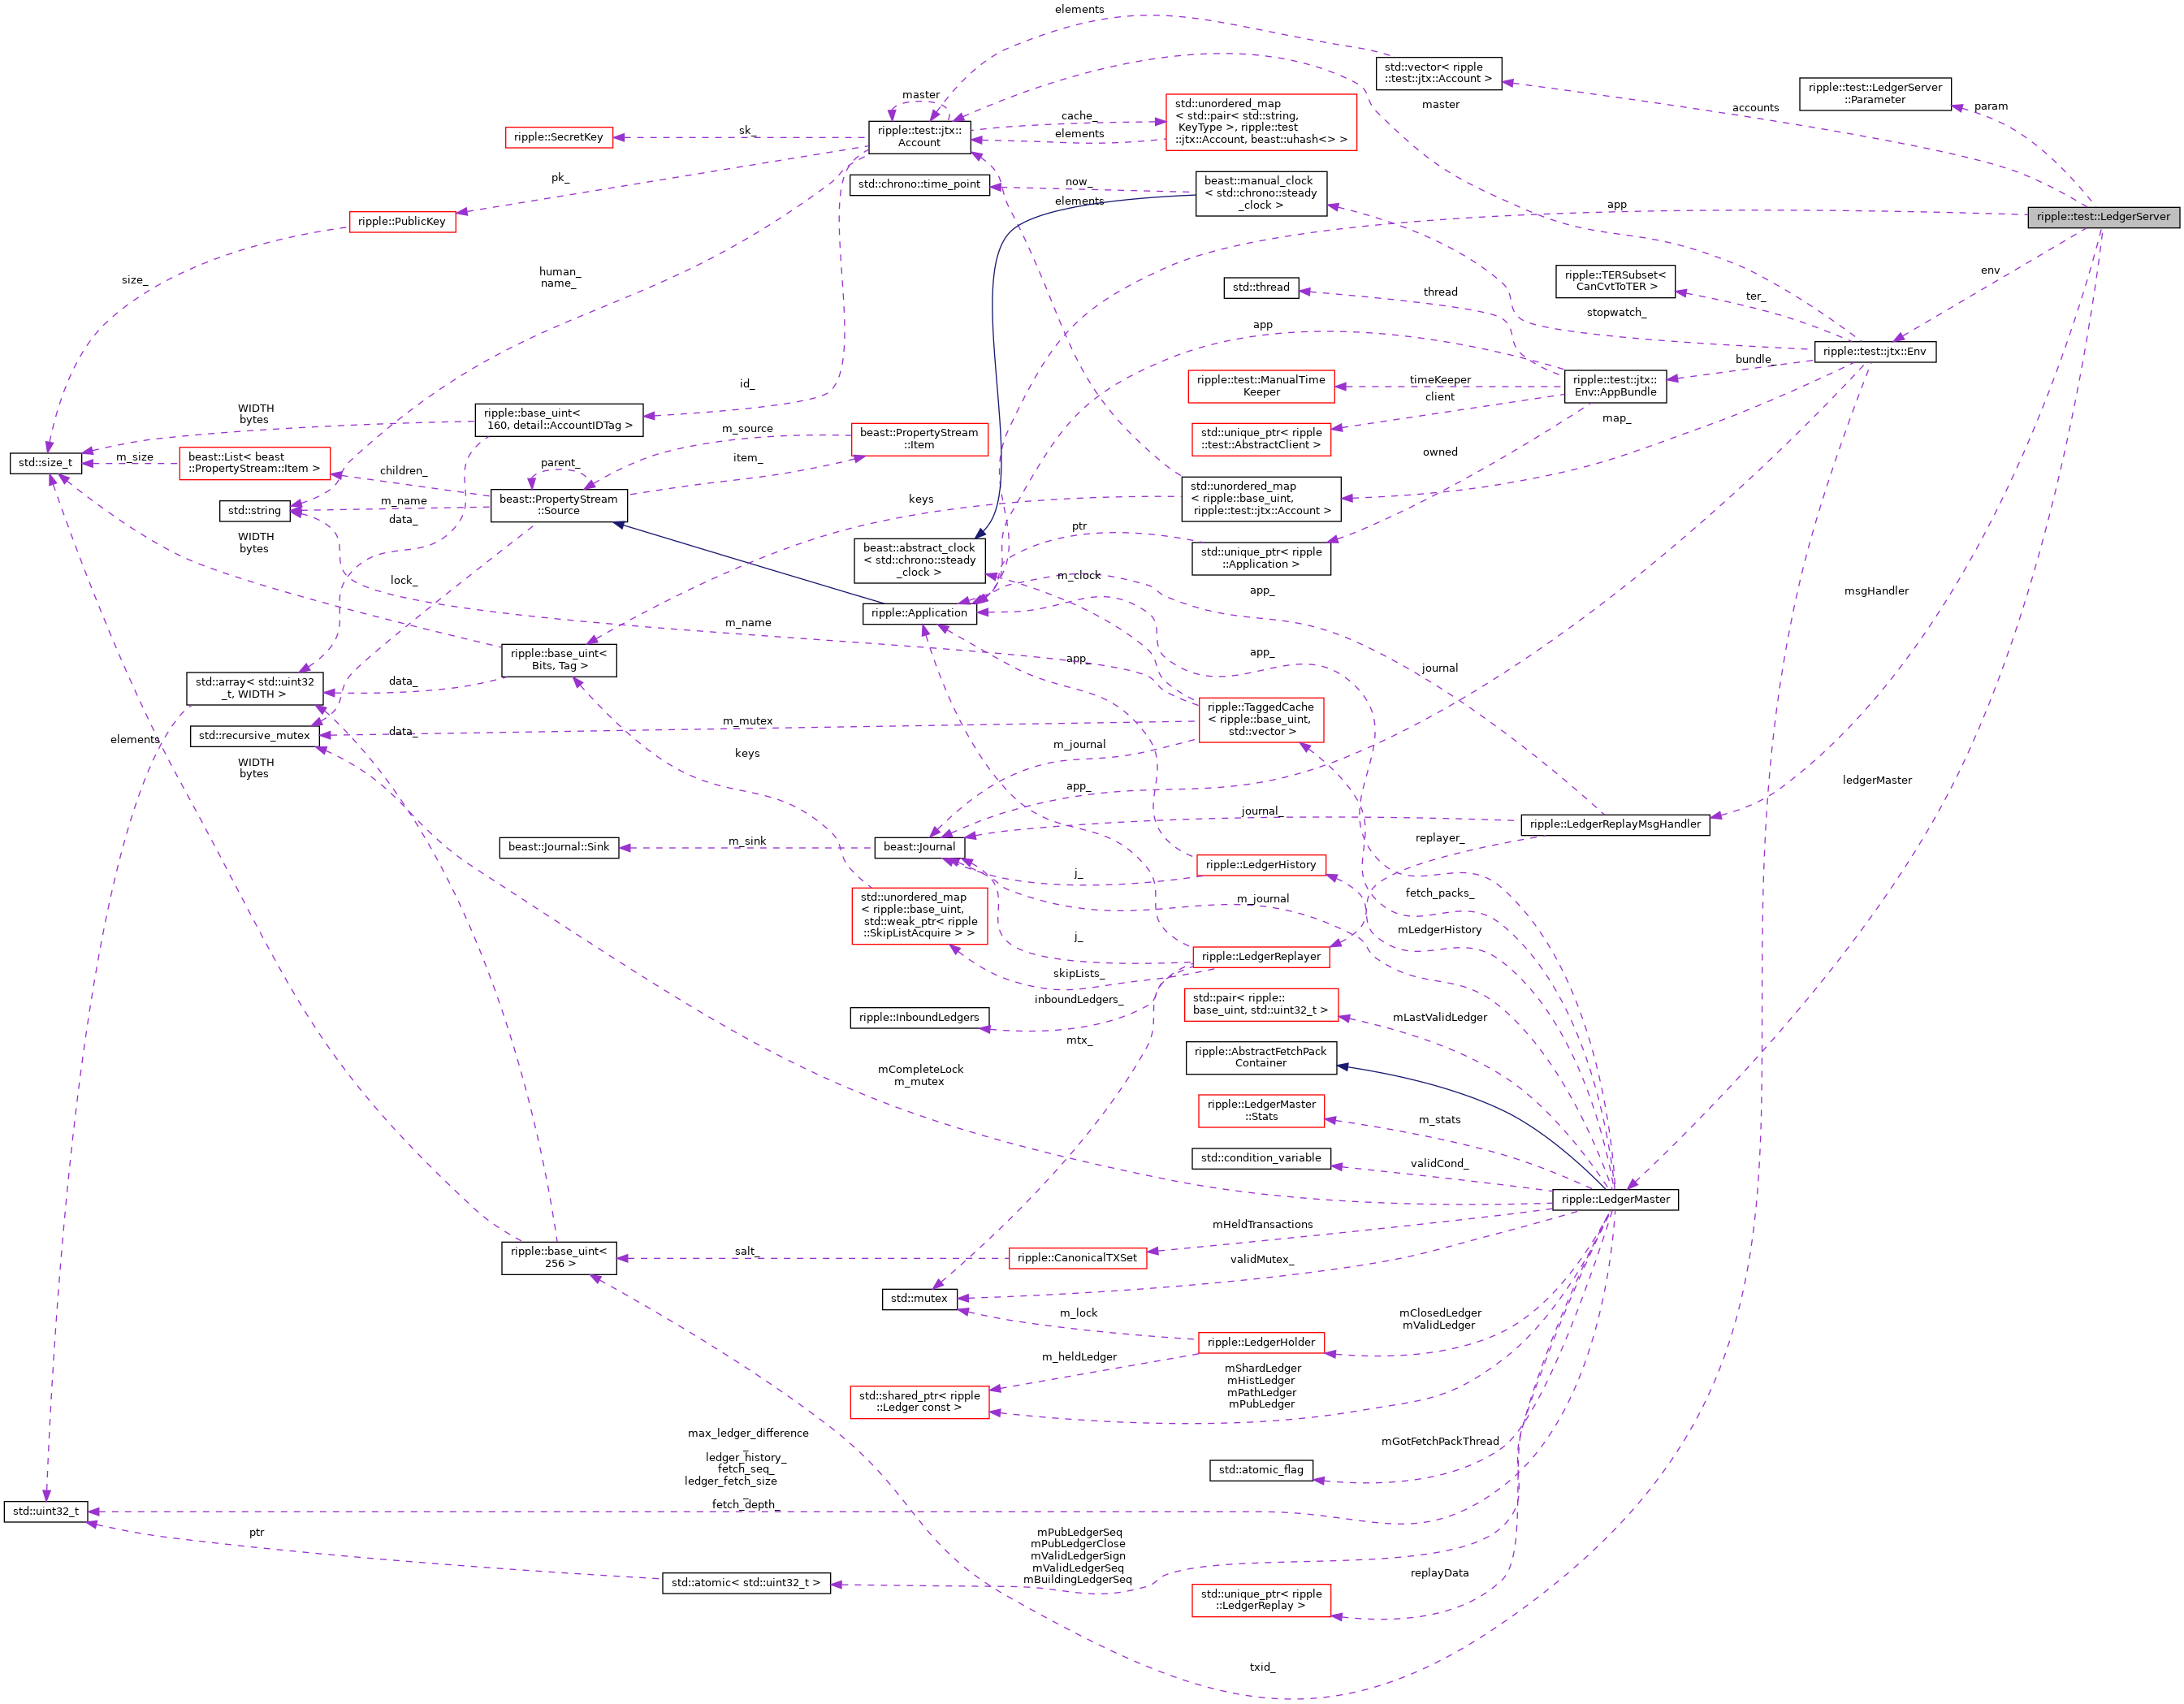 elements
std::vector< ripple
::test::jtx::Account >
master
master
ripple::test::LedgerServer
::Parameter
param
accounts
std::unordered_map
< std::pair< std::string,
KeyType >, ripple::test
::jtx::Account, beast::uhash<> >
cache_
elements
ripple::test::jtx::
Account
sk_
ripple::SecretKey
pk_
std::chrono::time_point
now_
elements
beast::manual_clock
< std::chrono::steady
_clock >
app
ripple::test::LedgerServer
ripple::PublicKey
size_
human_
name_
env
ripple::TERSubset<
CanCvtToTER >
ter_
std::thread
thread
stopwatch_
app
ripple::test::jtx::Env
bundle_
ripple::test::ManualTime
Keeper
timeKeeper
client
ripple::test::jtx::
Env::AppBundle
id_
map_
WIDTH
bytes
ripple::base_uint<
160, detail::AccountIDTag >
std::unique_ptr< ripple
::test::AbstractClient >
m_source
beast::PropertyStream
::Item
item_
owned
std::size_t
m_size
beast::List< beast
::PropertyStream::Item >
children_
parent_
m_name
beast::PropertyStream
::Source
std::string
data_
keys
std::unordered_map
< ripple::base_uint,
ripple::test::jtx::Account >
ptr
WIDTH
bytes
beast::abstract_clock
< std::chrono::steady
_clock >
std::unique_ptr< ripple
::Application >
lock_
m_clock
app_
msgHandler
ripple::Application
m_name
ripple::base_uint<
Bits, Tag >
app_
app_
journal
std::array< std::uint32
_t, WIDTH >
data_
ripple::TaggedCache
< ripple::base_uint,
std::vector >
m_mutex
std::recursive_mutex
data_
elements
keys
m_journal
WIDTH
bytes
app_
ledgerMaster
journal_
ripple::LedgerReplayMsgHandler
replayer_
beast::Journal::Sink
m_sink
beast::Journal
ripple::LedgerHistory
j_
std::unordered_map
< ripple::base_uint,
std::weak_ptr< ripple
::SkipListAcquire > >
m_journal
fetch_packs_
mLedgerHistory
j_
ripple::LedgerReplayer
skipLists_
inboundLedgers_
std::pair< ripple::
base_uint, std::uint32_t >
ripple::InboundLedgers
mLastValidLedger
mtx_
ripple::AbstractFetchPack
Container
mCompleteLock
m_mutex
ripple::LedgerMaster
::Stats
m_stats
std::condition_variable
validCond_
ripple::LedgerMaster
mHeldTransactions
ripple::base_uint<
256 >
salt_
ripple::CanonicalTXSet
validMutex_
std::mutex
m_lock
mClosedLedger
mValidLedger
ripple::LedgerHolder
m_heldLedger
mShardLedger
mHistLedger
mPathLedger
mPubLedger
std::shared_ptr< ripple
::Ledger const >
max_ledger_difference
_
ledger_history_
fetch_seq_
ledger_fetch_size
_
fetch_depth_
mGotFetchPackThread
std::atomic_flag
std::uint32_t
ptr
mPubLedgerSeq
mPubLedgerClose
mValidLedgerSign
mValidLedgerSeq
mBuildingLedgerSeq
std::atomic< std::uint32_t >
replayData
std::unique_ptr< ripple
::LedgerReplay >
txid_